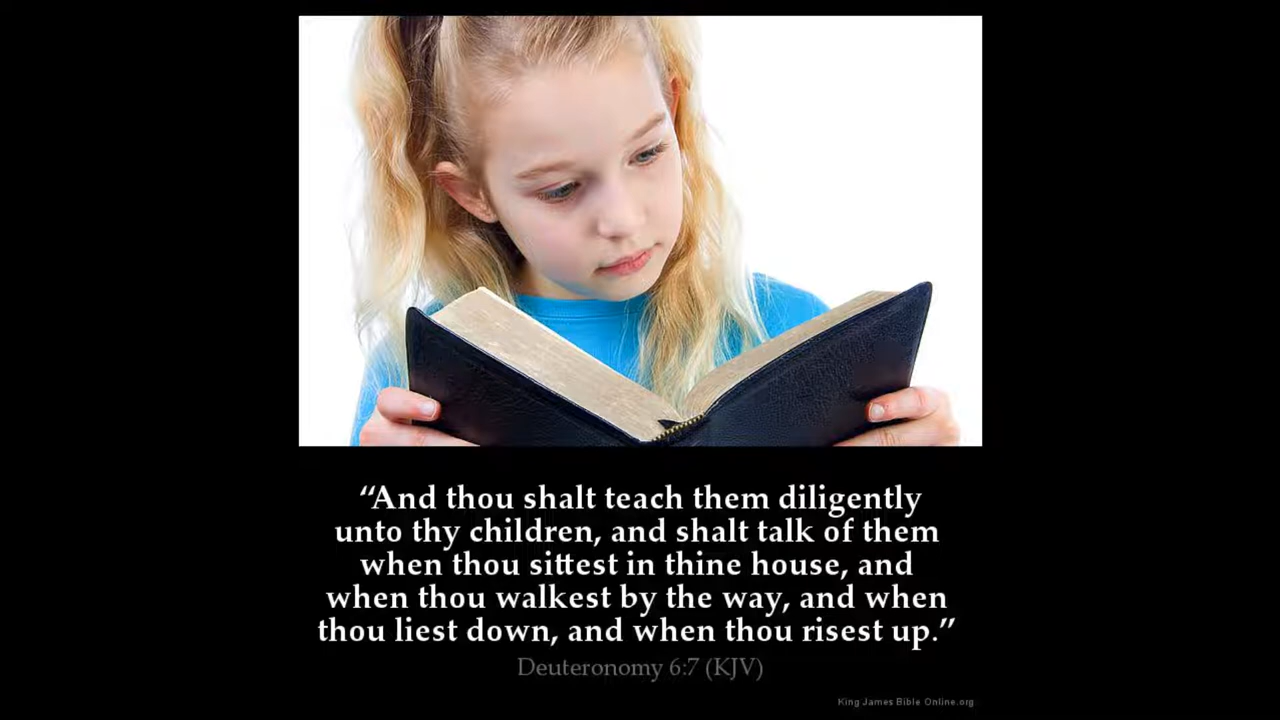 “And thou shalt teach them diligently
unto thy children, and shalt talk of them
when thou sittest in thine house, and
when thou walkest by the way, and when
thou liest down, and when thou risest up.”
Deuteronomy 6:7 (KJV)
King James Bible Online.org